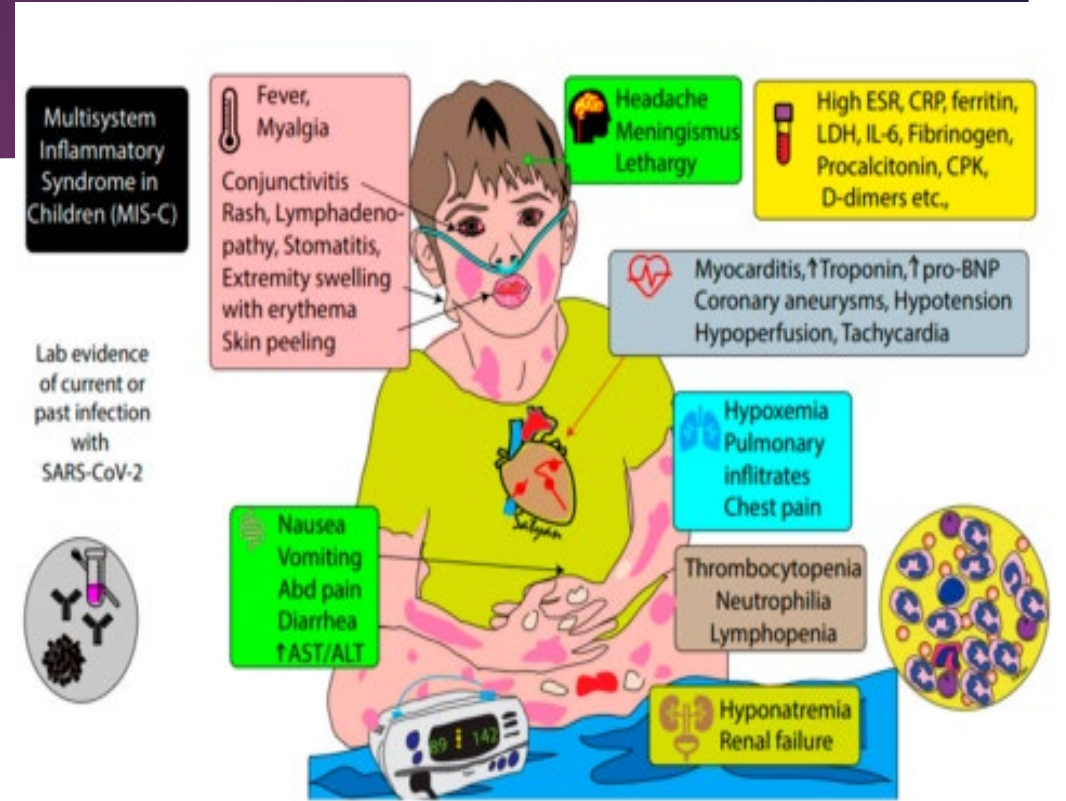 Multisystem
Inflammatory
Syndrome in
Children (MIS-C)
Fever,
Myalgia
Conjunctivitis
Rash, Lymphadeno-
pathy, Stomatitis,
Extremity swelling
with erythema
Skin peeling
Headache
Meningismus
Lethargy
High ESR, CRP, ferritin,
LDH, IL-6, Fibrinogen,
Procalcitonin, CPK,
D-dimers etc.,
Myocarditis,↑Troponin,↑pro-BNP
Coronary aneurysms, Hypotension
Hypoperfusion, Tachycardia
Lab evidence
of current or
past infection
with
SARS-CoV-2
Hypoxemia
Pulmonary
inflitrates
Chest pain
Salyan
Nausea
Vomiting
Abd pain
Diarrhea
↑AST/ALT
Thrombocytopenia
Neutrophilia
Lymphopenia
Hyponatremia
Renal failure
89 142